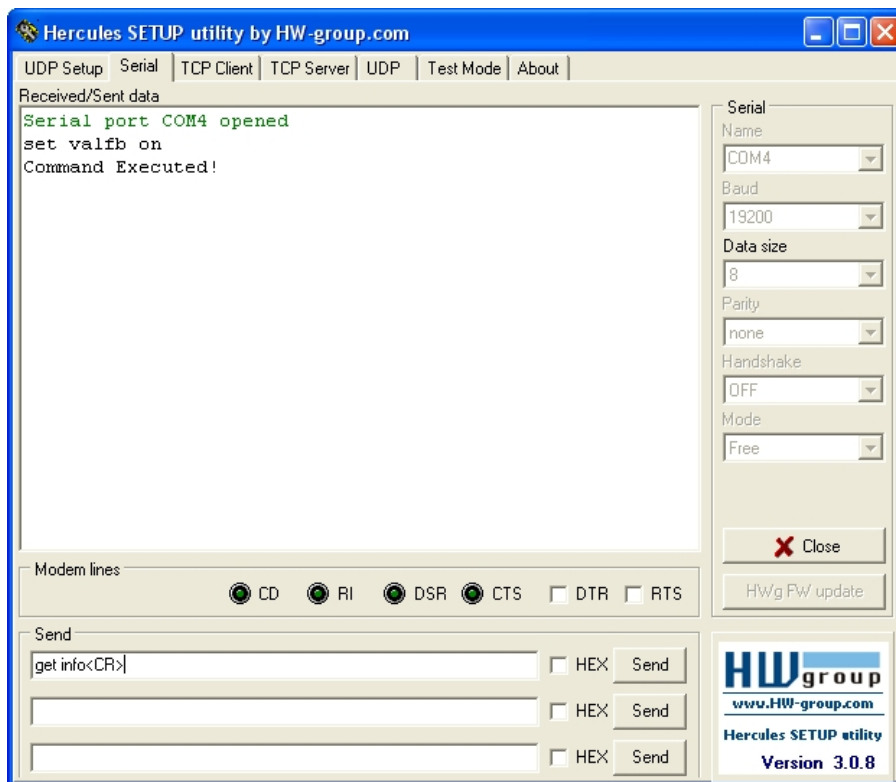 Hercules SETUP utility by HW-group.com
UDP Setup Serial TCP Client TCP Server UDP Test Mode About
Received/Sent data
Serial port COM4 opened
set valfb on
Command Executed!
Serial
Name
COM4
Baud
19200
Data size
8
Parity
none
Handshake
OFF
Mode
Free
Close
HWg FW update
Modem lines
CD RI DSR CTS DTR RTS
Send
get info<CR>
HEX Send
HEX Send
HEX Send
HW group
www.HW-group.com
Hercules SETUP utility
Version 3.0.8